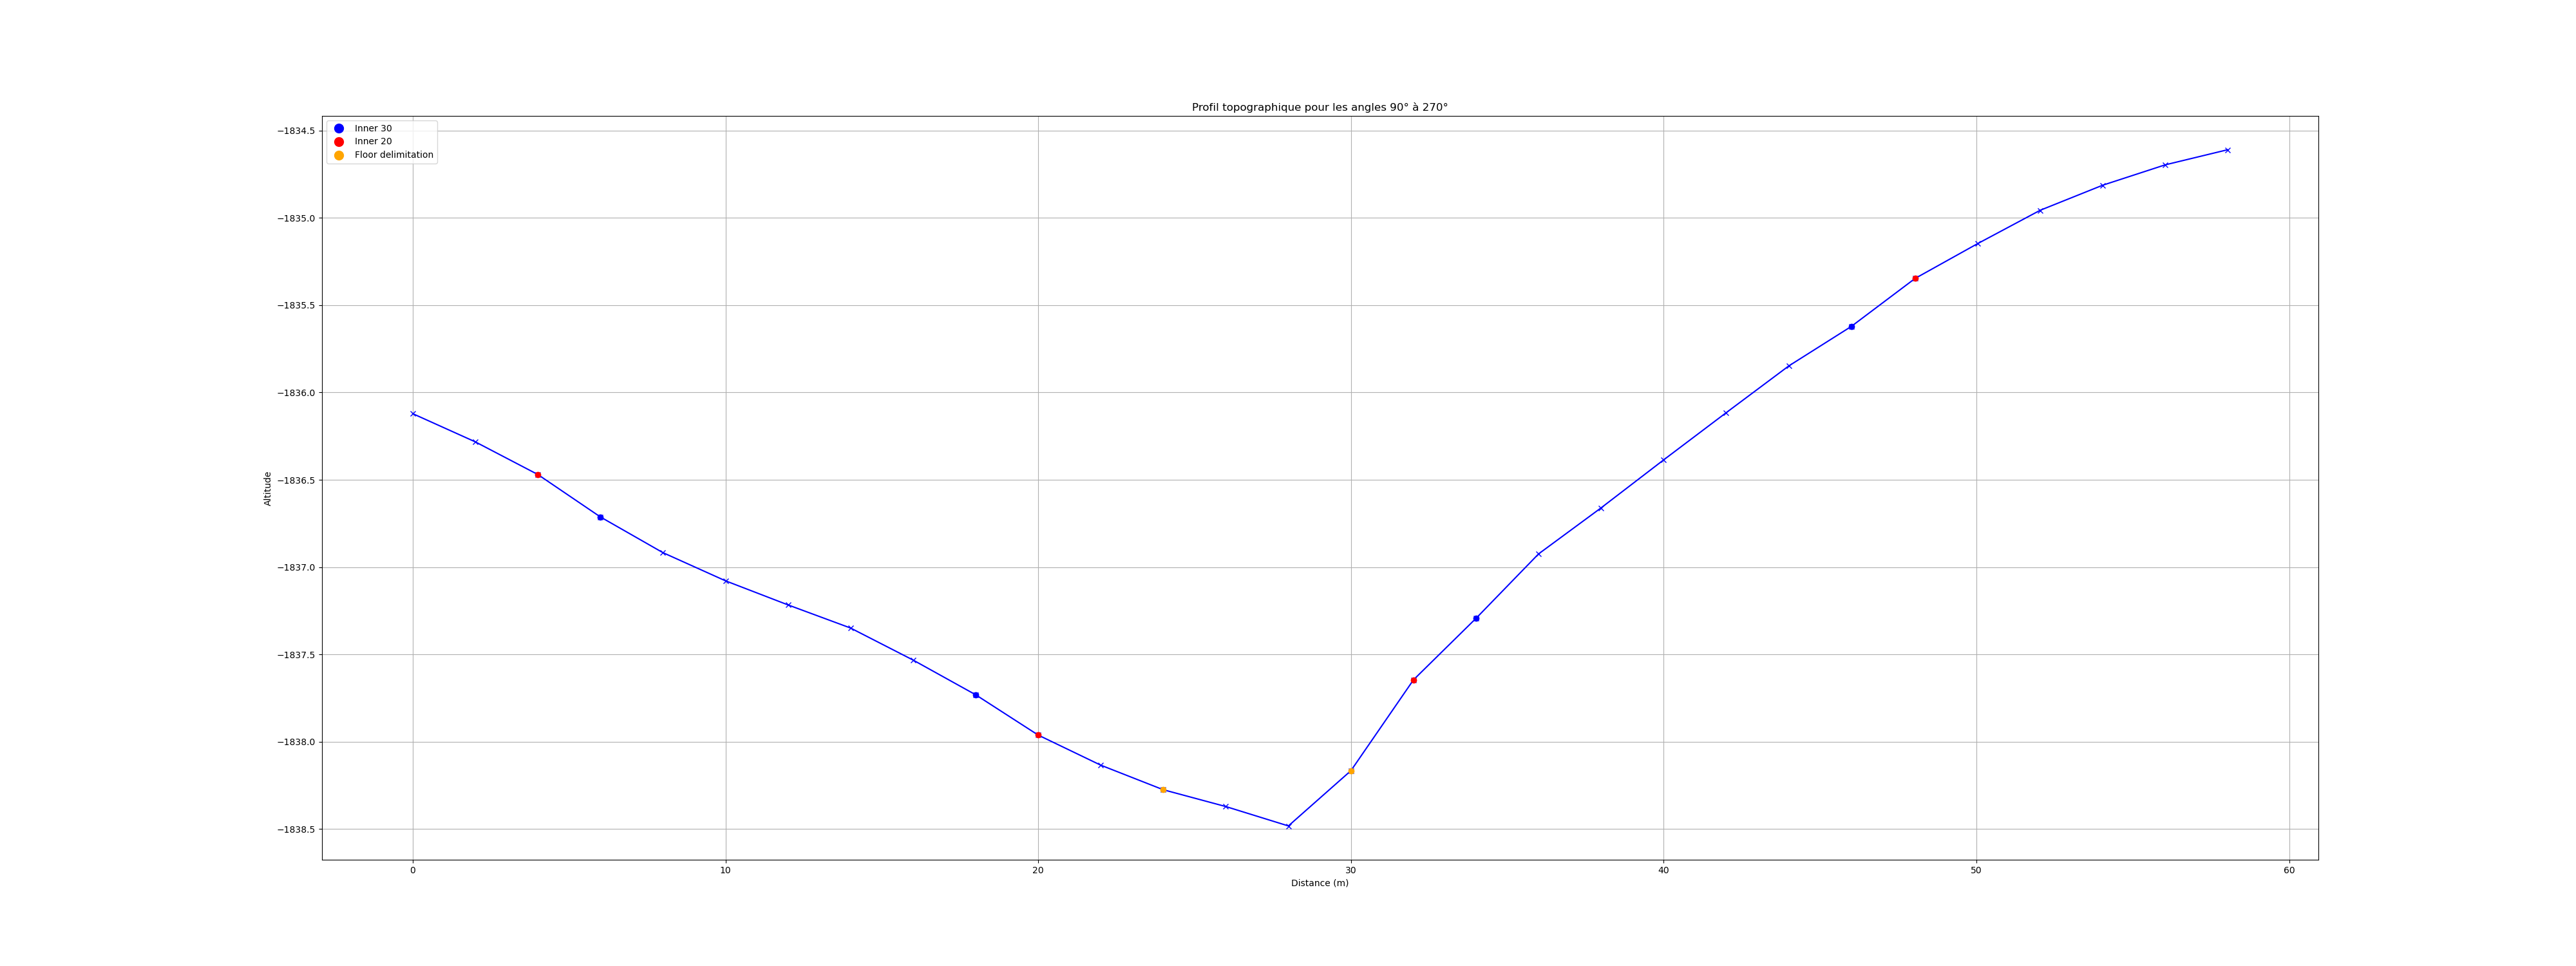 Profil topographique pour les angles 90° à 270°
Inner 30
Inner 20
Floor delimitation
−1834.5
−1835.0
−1835.5
−1836.0
−1836.5
−1837.0
−1837.5
−1838.0
−1838.5
Altitude
0 10 20 30 40 50 60
Distance (m)